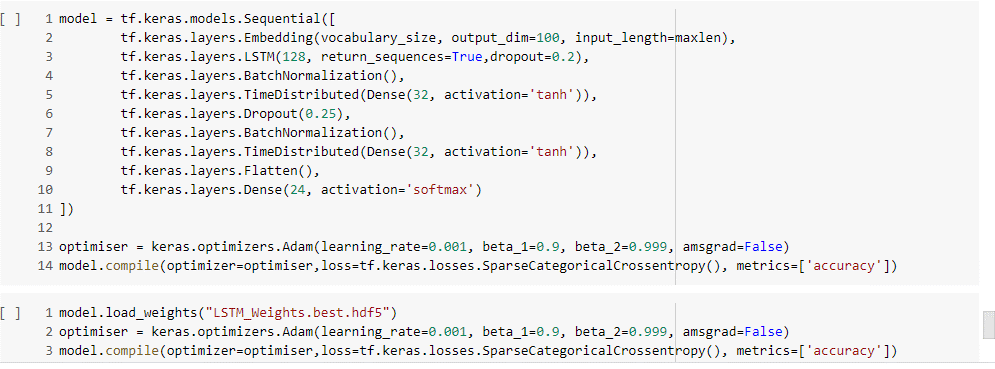 [ ] 1 model = tf.keras.models.Sequential([
2 tf.keras.layers.Embedding(vocabulary_size, output_dim=100, input_length=maxlen),
3 tf.keras.layers.LSTM(128, return_sequences=True,dropout=0.2),
4 tf.keras.layers.BatchNormalization(),
5 tf.keras.layers.TimeDistributed(Dense(32, activation='tanh')),
6 tf.keras.layers.Dropout(0.25),
7 tf.keras.layers.BatchNormalization(),
8 tf.keras.layers.TimeDistributed(Dense(32, activation='tanh')),
9 tf.keras.layers.Flatten(),
10 tf.keras.layers.Dense(24, activation='softmax')
11 ])
12
13 optimiser = keras.optimizers.Adam(learning_rate=0.001, beta_1=0.9, beta_2=0.999, amsgrad=False)
14 model.compile(optimizer=optimiser,loss=tf.keras.losses.SparseCategoricalCrossentropy(), metrics=['accuracy'])
[ ] 1 model.load_weights("LSTM_Weights.best.hdf5")
2 optimiser = keras.optimizers.Adam(learning_rate=0.001, beta_1=0.9, beta_2=0.999, amsgrad=False)
3 model.compile(optimizer=optimiser,loss=tf.keras.losses.SparseCategoricalCrossentropy(), metrics=['accuracy'])